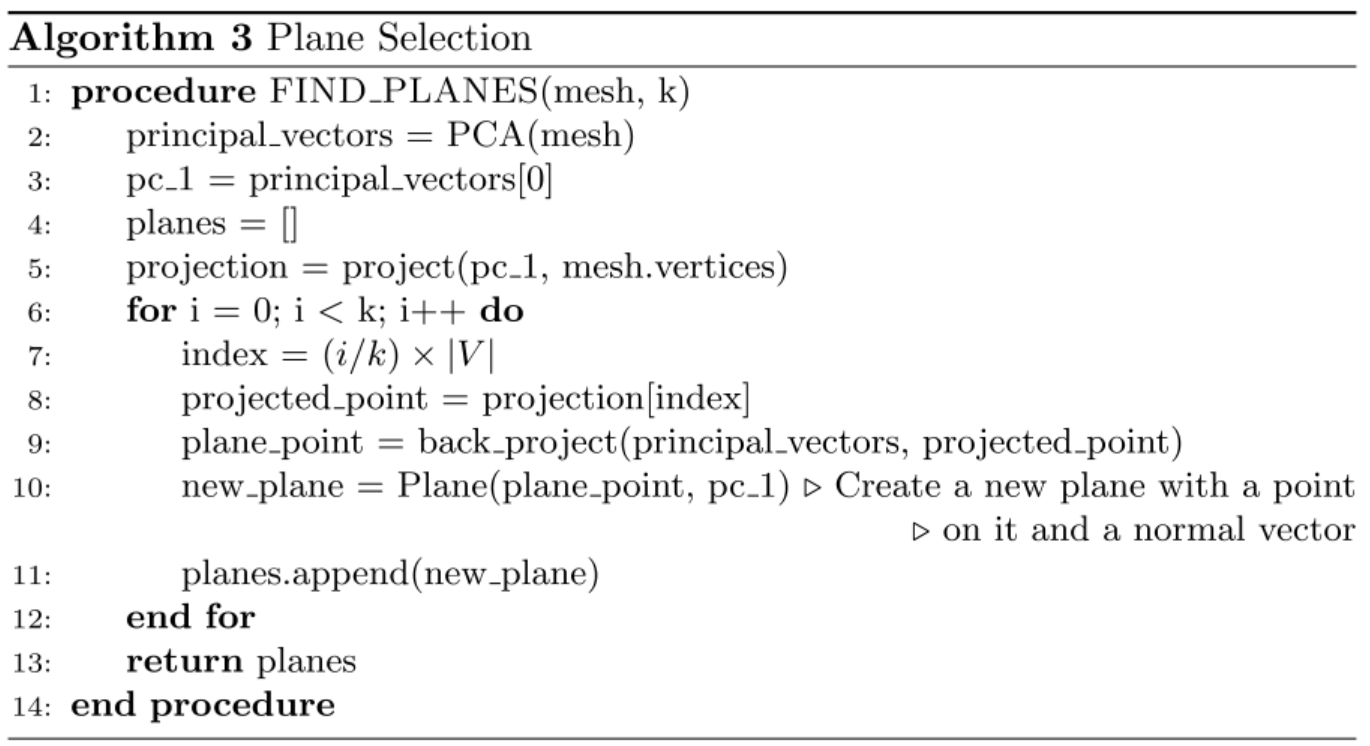 Algorithm 3 Plane Selection
1: procedure FIND_PLANES(mesh, k)
2: principal_vectors = PCA(mesh)
3: pc_1 = principal_vectors[0]
4: planes = []
5: projection = project(pc_1, mesh.vertices)
6: for i = 0; i < k; i++ do
7: index = (i/k) × |V|
8: projected_point = projection[index]
9: plane_point = back_project(principal_vectors, projected_point)
10: new_plane = Plane(plane_point, pc_1) ▷ Create a new plane with a point
▷ on it and a normal vector
11: planes.append(new_plane)
12: end for
13: return planes
14: end procedure